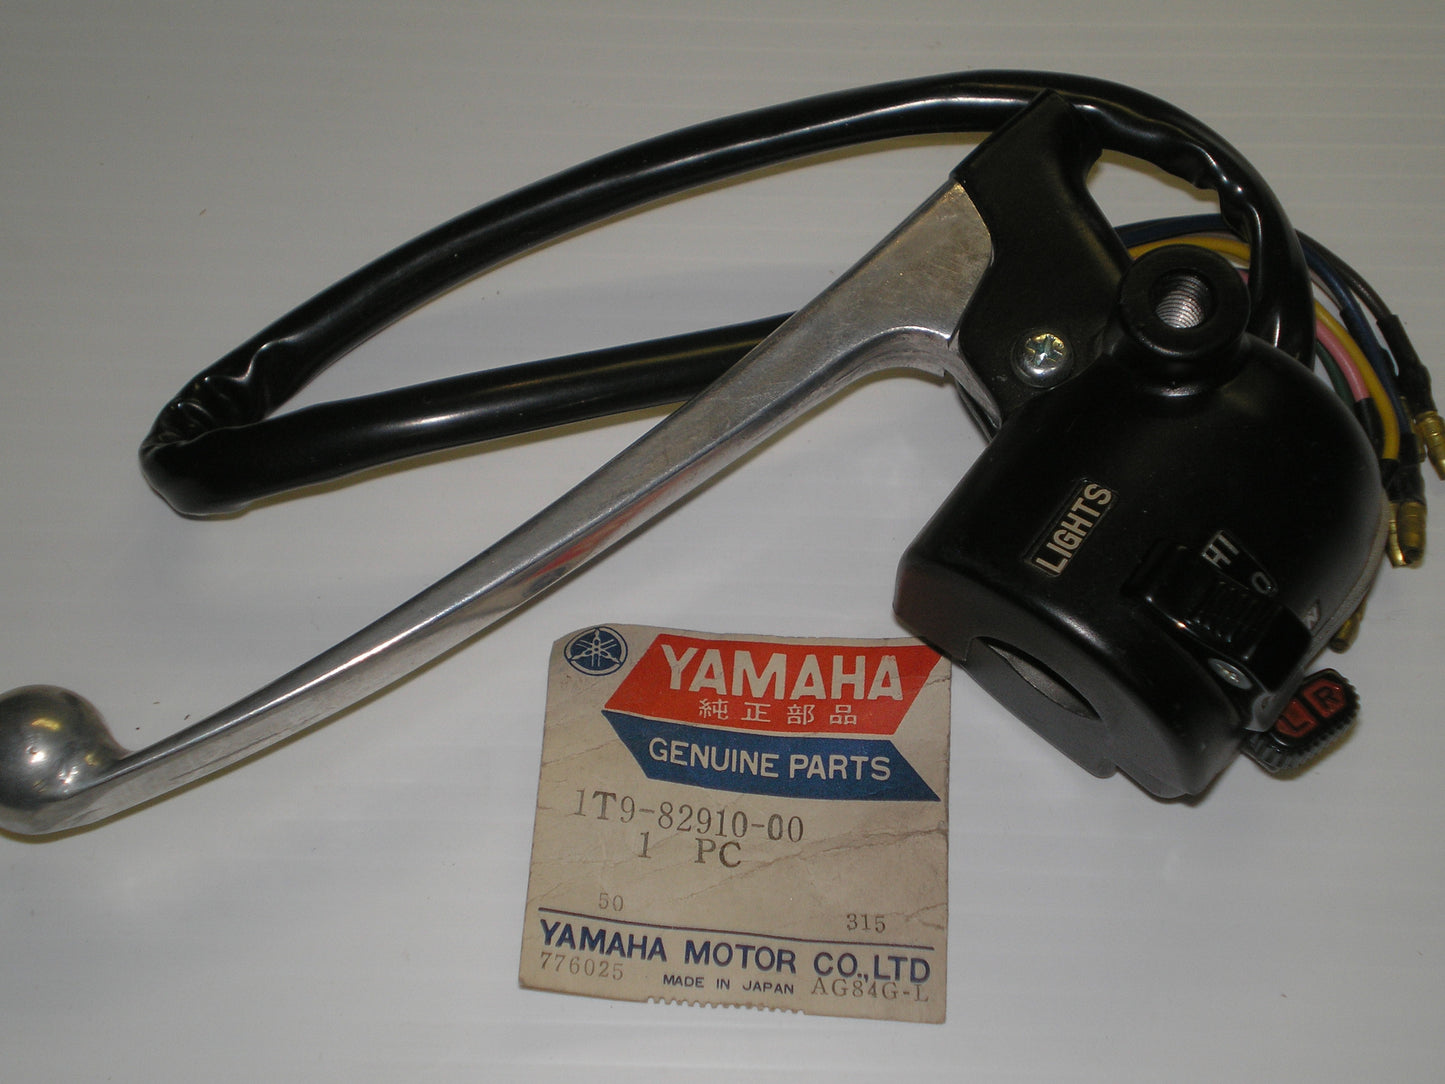 LIGHTS
HI
O
N
L R
YAMAHA
純正部品
GENUINE PARTS
1T9-82910-00
1 PC
50 315
YAMAHA MOTOR CO.,LTD
776025 MADE IN JAPAN AG84G-L